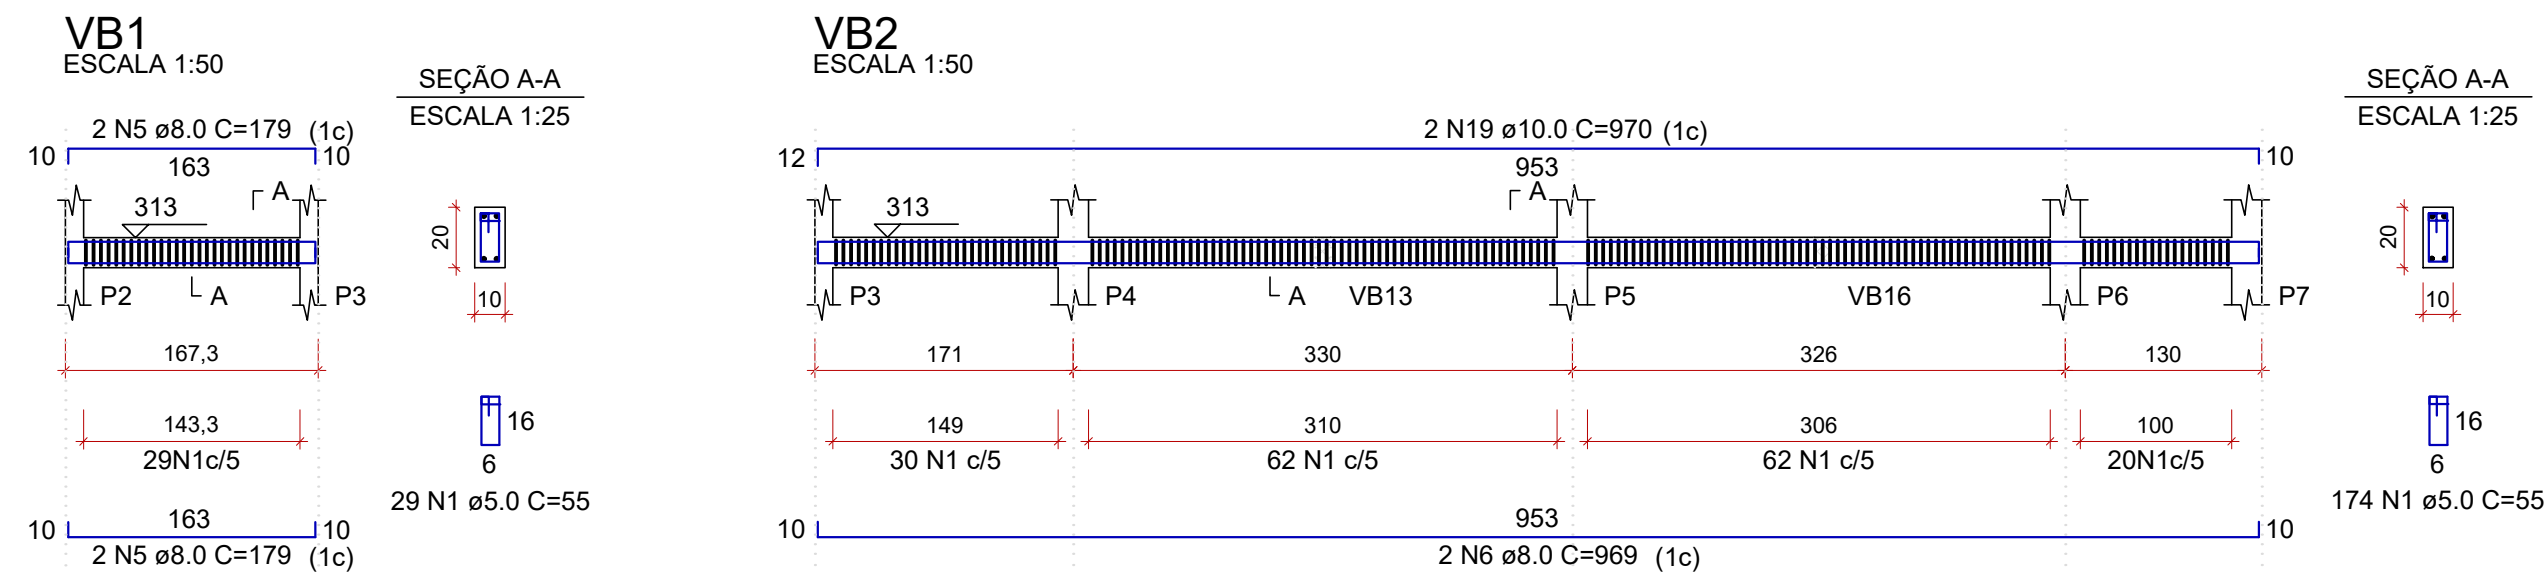 VB1
ESCALA 1:50
SEÇÃO A-A
ESCALA 1:25
2 N5 ø8.0 C=179 (1c)
10
10
163
A
313
20
10
P2
A
P3
167,3
143,3
29N1c/5
16
6
29 N1 ø5.0 C=55
10
163
10
2 N5 ø8.0 C=179 (1c)
VB2
ESCALA 1:50
SEÇÃO A-A
ESCALA 1:25
2 N19 ø10.0 C=970 (1c)
12
10
953
A
313
20
10
P3
P4
A
VB13
P5
VB16
P6
P7
171
330
326
130
149
310
306
100
30 N1 c/5
62 N1 c/5
62 N1 c/5
20N1c/5
16
6
174 N1 ø5.0 C=55
10
953
10
2 N6 ø8.0 C=969 (1c)